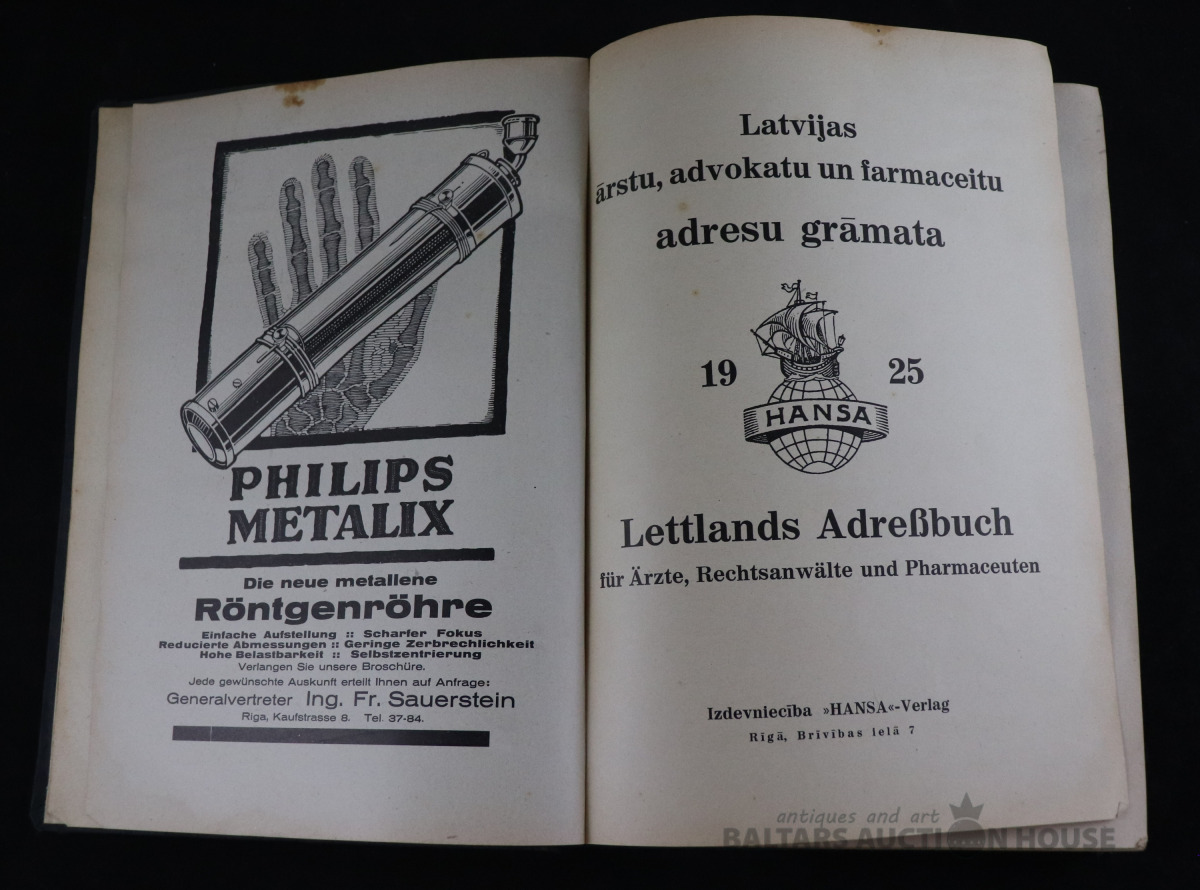 PHILIPS
METALIX
Die neue metallene
Röntgenröhre
Einfache Aufstellung :: Scharfer Fokus
Reducierte Abmessungen :: Geringe Zerbrechlichkeit
Hohe Belastbarkeit :: Selbstzentrierung
Verlangen Sie unsere Broschüre.
Jede gewünschte Auskunft erteilt Ihnen auf Anfrage:
Generalvertreter Ing. Fr. Sauerstein
Riga, Kaufstrasse 8. Tel. 37-84.
Latvijas
ārstu, advokatu un farmaceitu
adresu grāmata
19 25
HANSA
Lettlands Adreßbuch
für Ärzte, Rechtsanwälte und Pharmaceuten
Izdevniecība »HANSA«-Verlag
Rīgā, Brīvības ielā 7
antiques and art
BALTARS AUCTION HOUSE